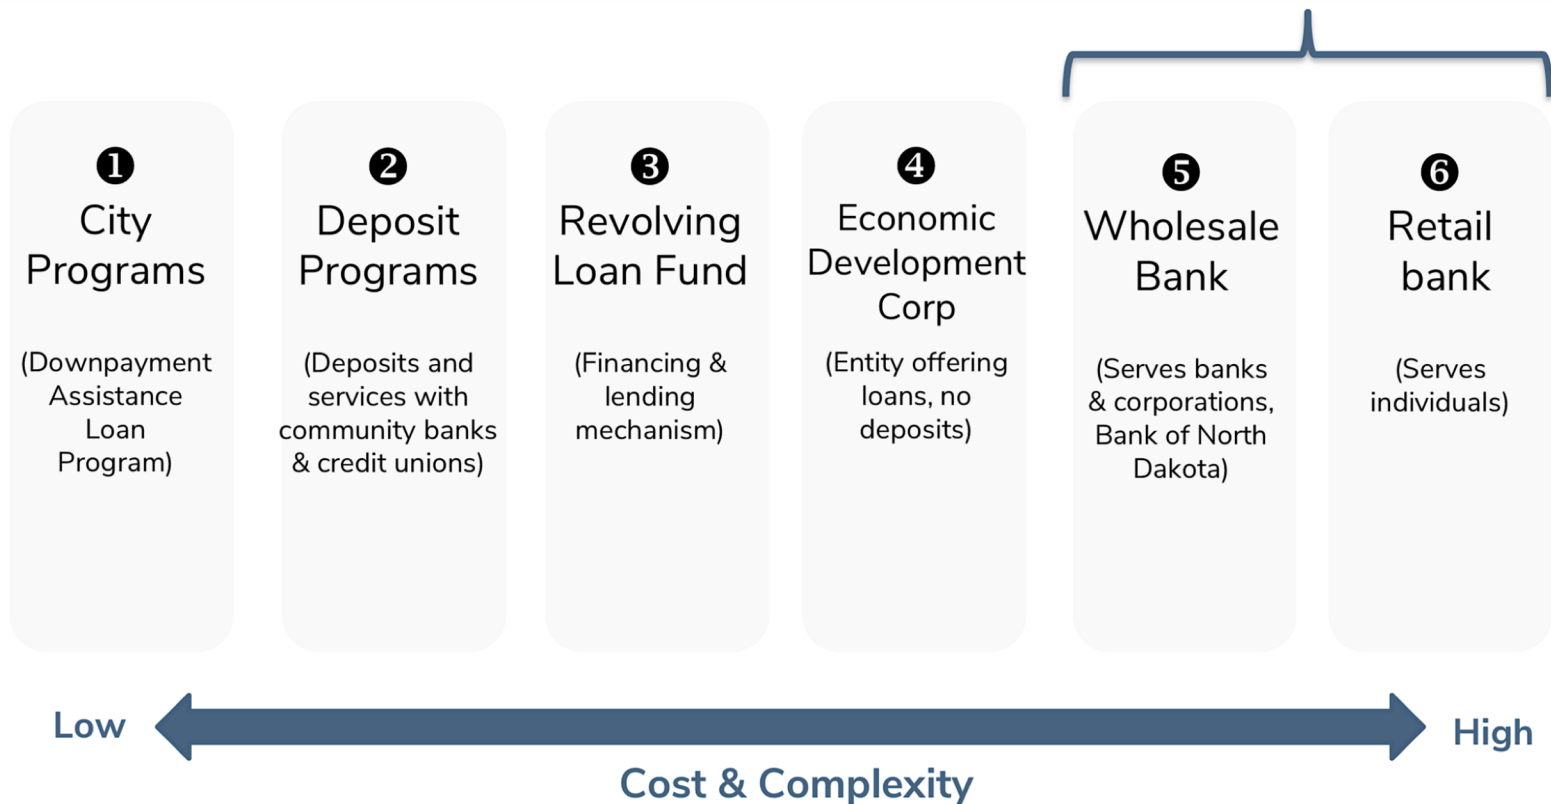 ❶
City
Programs
(Downpayment
Assistance
Loan
Program)
❷
Deposit
Programs
(Deposits and
services with
community banks
& credit unions)
❸
Revolving
Loan Fund
(Financing &
lending
mechanism)
❹
Economic
Development
Corp
(Entity offering
loans, no
deposits)
❺
Wholesale
Bank
(Serves banks
& corporations,
Bank of North
Dakota)
❻
Retail
bank
(Serves
individuals)
Low
High
Cost & Complexity